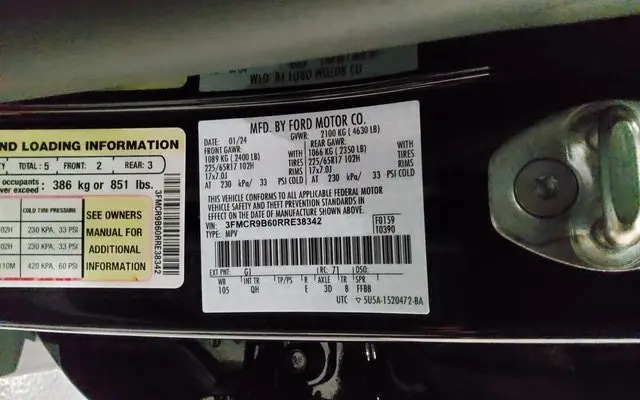 ND LOADING INFORMATION
TOTAL: 5 FRONT: 2 REAR: 3
occupants
over exceed : 386 kg or 851 lbs.
COLD TIRE PRESSURE
02H 230 KPA, 33 PSI
02H 230 KPA, 33 PSI
10M 420 KPA, 60 PSI
SEE OWNERS
MANUAL FOR
ADDITIONAL
INFORMATION
3FMCR9B60RRE38342
MFD. BY FORD MOTOR CO.
DATE: 01/24 GVWR: 2100 KG ( 4630 LB)
FRONT GAWR: REAR GAWR:
1089 KG ( 2400 LB) WITH 1066 KG ( 2350 LB) WITH
225/65R17 102H TIRES 225/65R17 102H TIRES
17x7.0J RIMS 17x7.0J RIMS
AT 230 kPa/ 33 PSI COLD AT 230 kPa/ 33 PSI COLD
THIS VEHICLE CONFORMS TO ALL APPLICABLE FEDERAL MOTOR
VEHICLE SAFETY AND THEFT PREVENTION STANDARDS IN
EFFECT ON THE DATE OF MANUFACTURE SHOWN ABOVE.
VIN: 3FMCR9B60RRE38342 F0159
TYPE: MPV T0390
EXT PNT: G1 RC: 71 DSO:
WB INT TR TP/PS R AXLE TR SPR
105 QH E 3D 8 FFBB
UTC ▽ 5U5A-1520472-BA